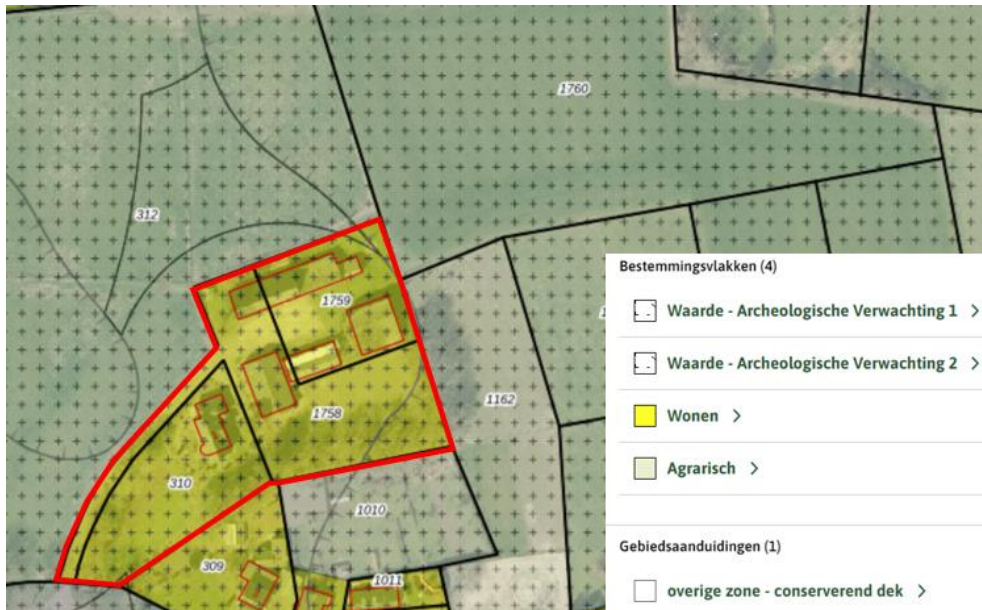 1760
312
Bestemmingsvlakken (4)
1759
Waarde - Archeologische Verwachting 1
Waarde - Archeologische Verwachting 2
1162
1758
Wonen
Agrarisch
310
1010
Gebiedsaanduidingen (1)
309
1011
overige zone - conserverend dek